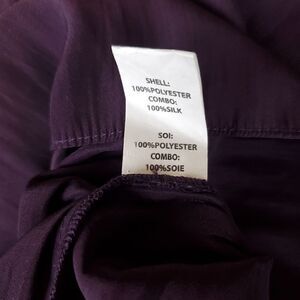 SHELL:
100%POLYESTER
COMBO:
100%SILK
SOI:
100%POLYESTER
COMBO:
100%SOIE